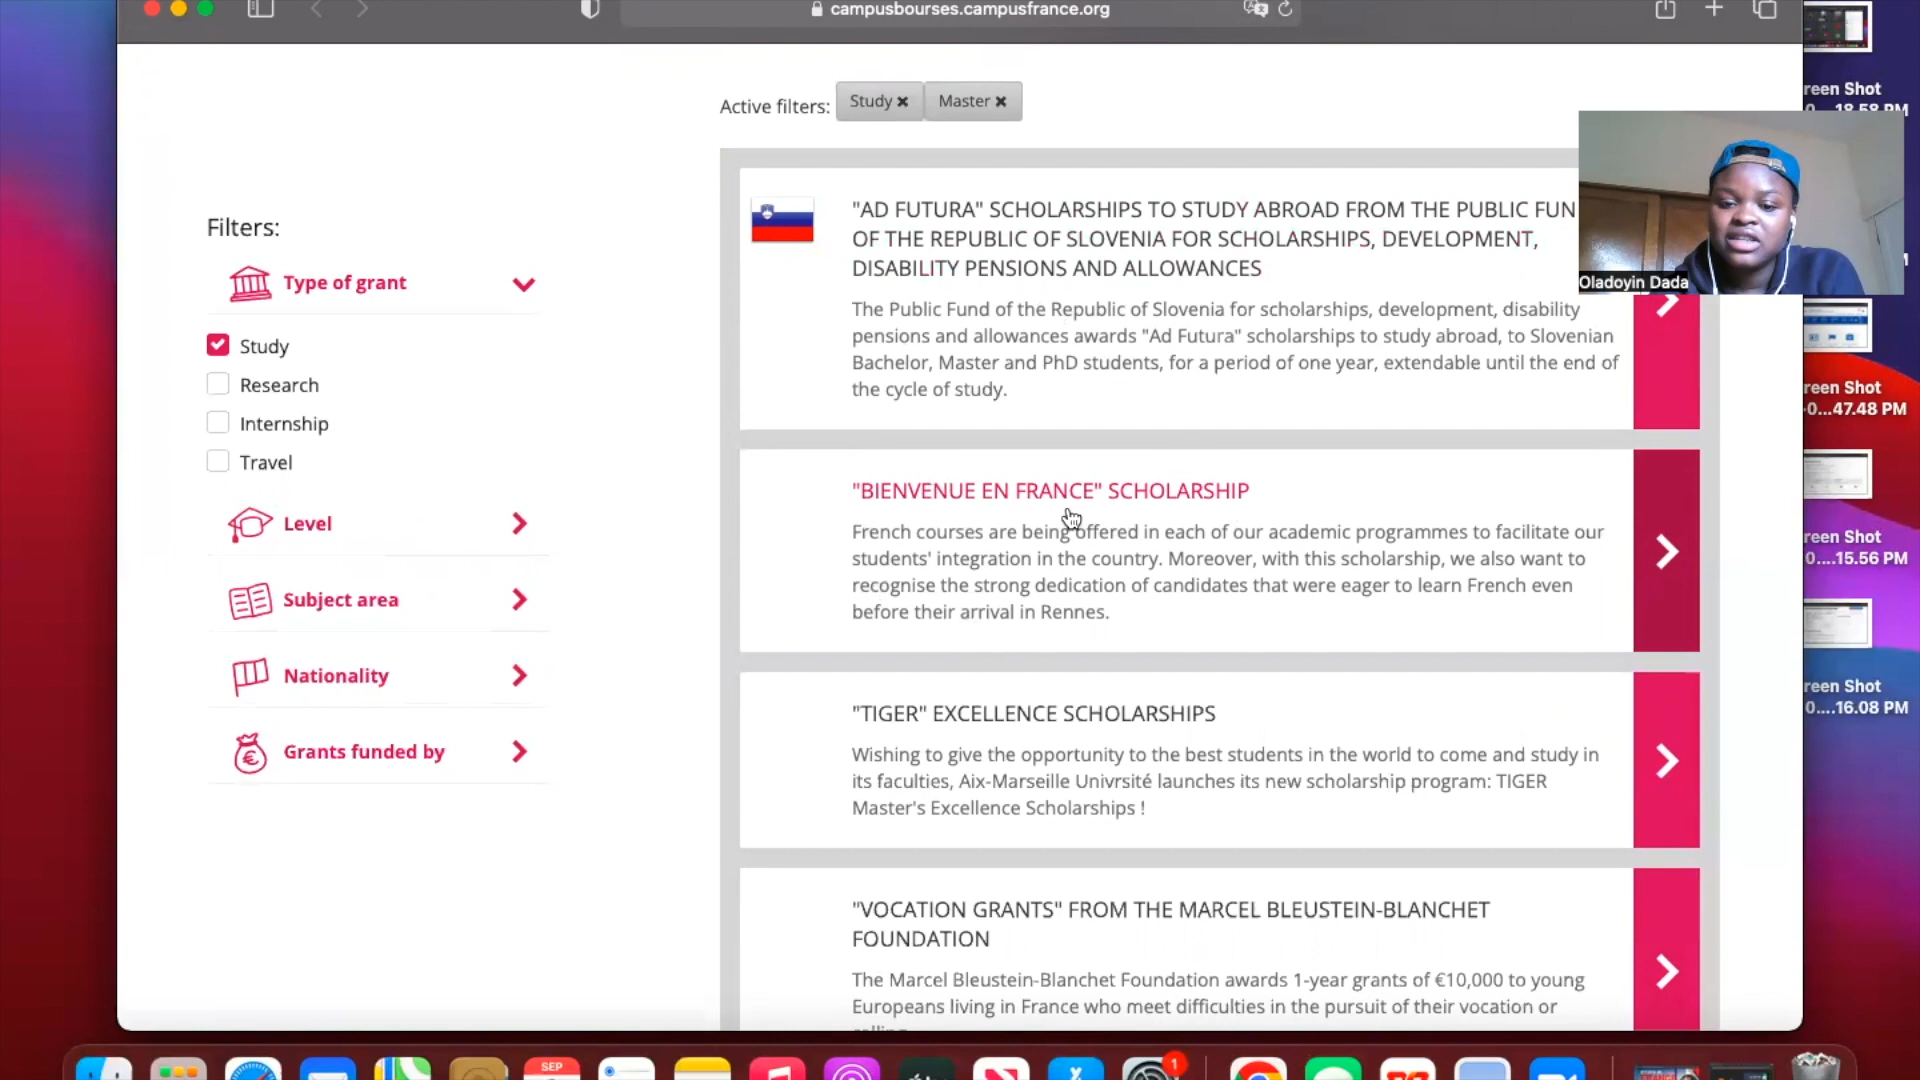 campusbourses.campusfrance.org
Active filters: Study ✖ Master ✖
Filters:
Type of grant
Study
Research
Internship
Travel
Level
Subject area
Nationality
Grants funded by
"AD FUTURA" SCHOLARSHIPS TO STUDY ABROAD FROM THE PUBLIC FUN
OF THE REPUBLIC OF SLOVENIA FOR SCHOLARSHIPS, DEVELOPMENT,
DISABILITY PENSIONS AND ALLOWANCES
The Public Fund of the Republic of Slovenia for scholarships, development, disability
pensions and allowances awards "Ad Futura" scholarships to study abroad, to Slovenian
Bachelor, Master and PhD students, for a period of one year, extendable until the end of
the cycle of study.
"BIENVENUE EN FRANCE" SCHOLARSHIP
French courses are being offered in each of our academic programmes to facilitate our
students' integration in the country. Moreover, with this scholarship, we also want to
recognise the strong dedication of candidates that were eager to learn French even
before their arrival in Rennes.
"TIGER" EXCELLENCE SCHOLARSHIPS
Wishing to give the opportunity to the best students in the world to come and study in
its faculties, Aix-Marseille Univrsité launches its new scholarship program: TIGER
Master's Excellence Scholarships !
"VOCATION GRANTS" FROM THE MARCEL BLEUSTEIN-BLANCHET
FOUNDATION
The Marcel Bleustein-Blanchet Foundation awards 1-year grants of €10,000 to young
Europeans living in France who meet difficulties in the pursuit of their vocation or
Oladoyin Dada
reen Shot
0...18.58 PM
reen Shot
-0...47.48 PM
reen Shot
0....15.56 PM
reen Shot
0....16.08 PM
SEP
1